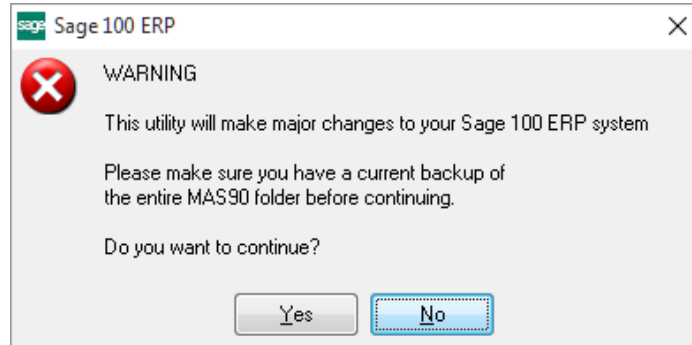 sage Sage 100 ERP
WARNING
This utility will make major changes to your Sage 100 ERP system
Please make sure you have a current backup of
the entire MAS90 folder before continuing.
Do you want to continue?
Yes No